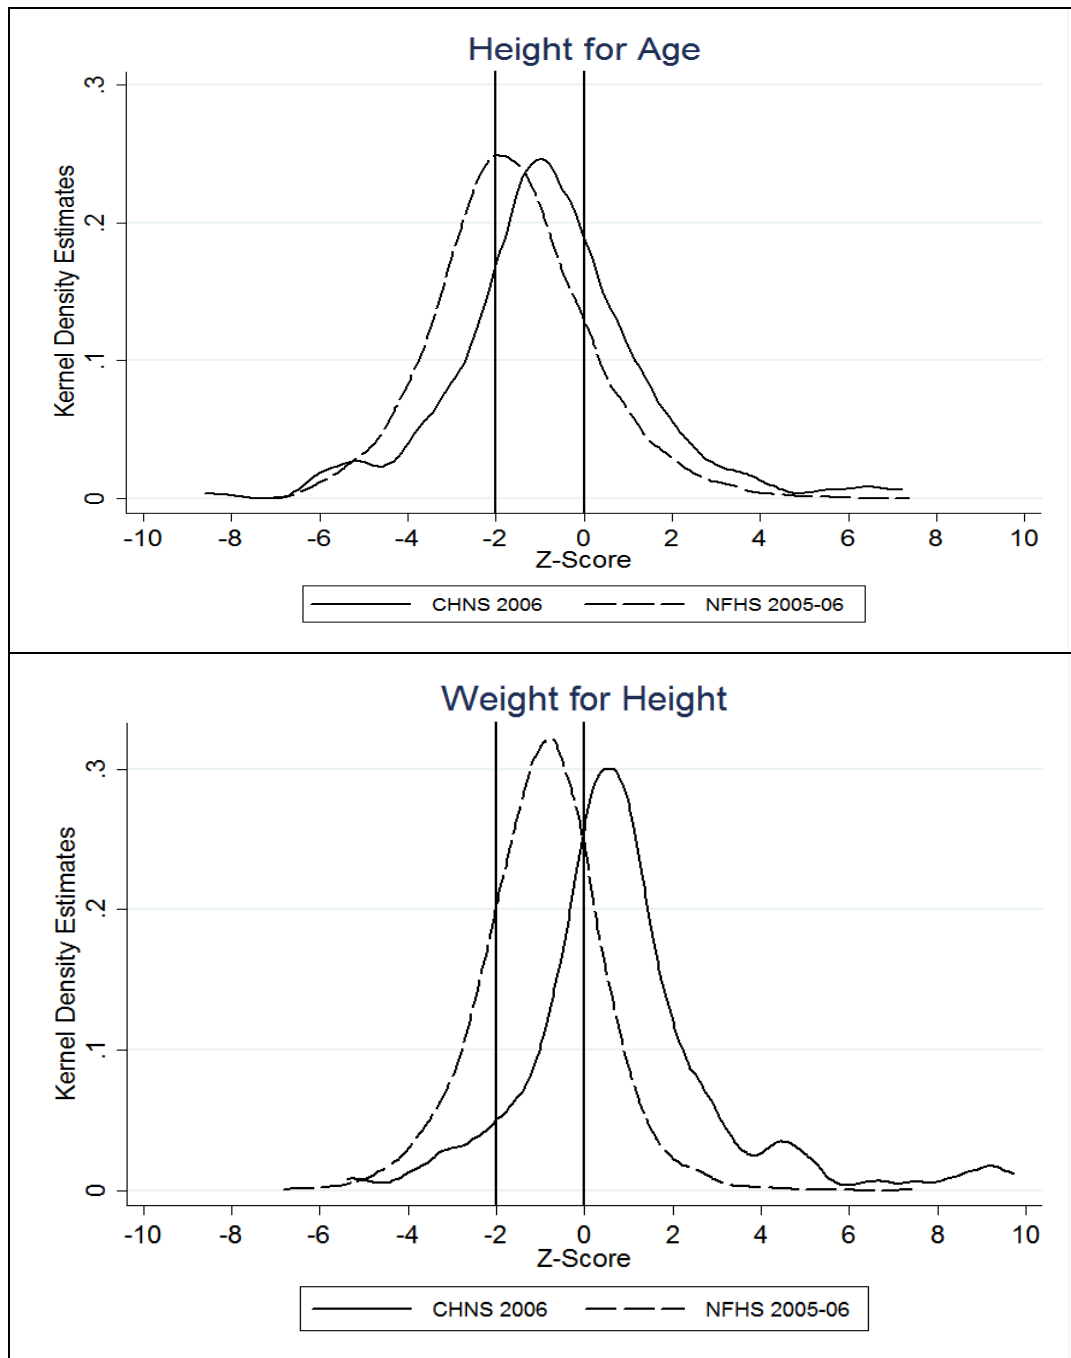 Height for Age
Kernel Density Estimates
.3
.2
.1
0
-10 -8 -6 -4 -2 0 2 4 6 8 10
Z-Score
CHNS 2006 NFHS 2005-06
Weight for Height
Kernel Density Estimates
.3
.2
.1
0
-10 -8 -6 -4 -2 0 2 4 6 8 10
Z-Score
CHNS 2006 NFHS 2005-06